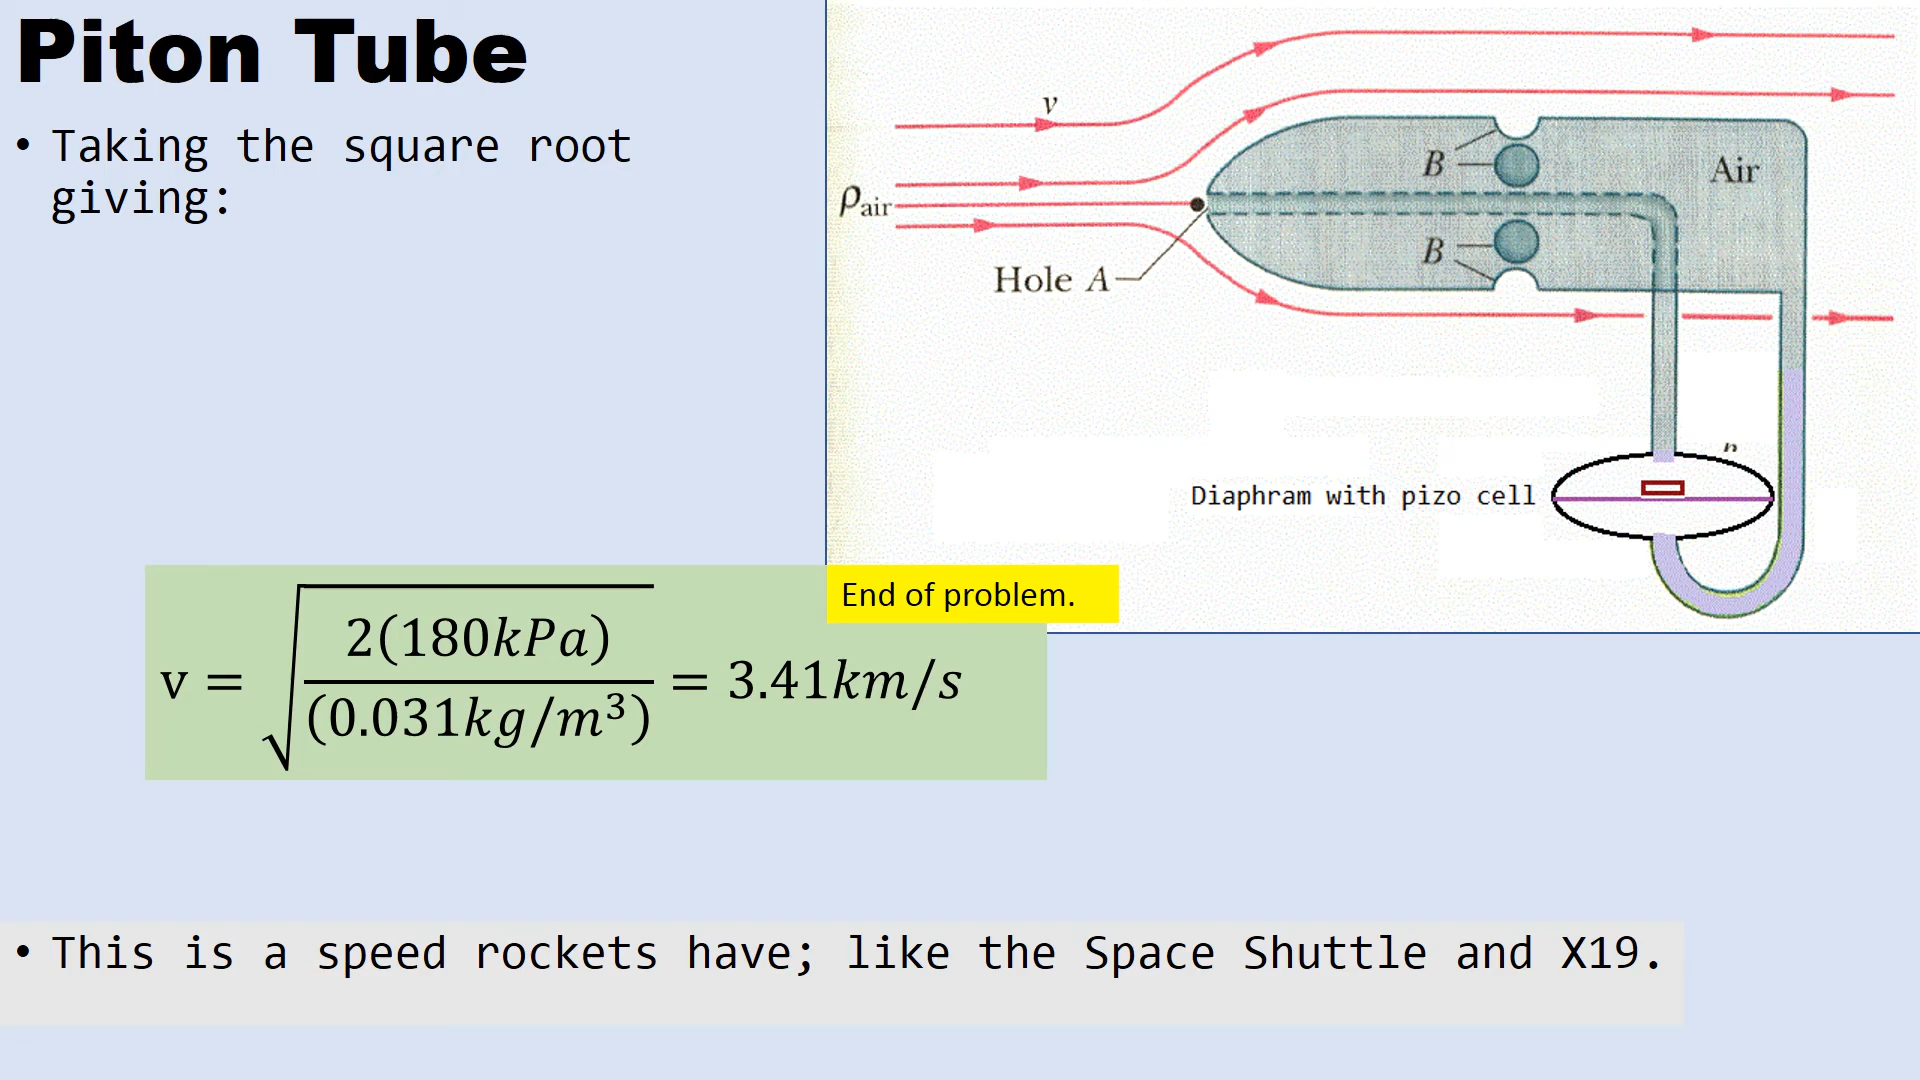 Piton Tube
• Taking the square root
giving:
v
ρair
B
Air
B
Hole A
Diaphram with pizo cell
End of problem.
v = √(2(180kPa)/(0.031kg/m³)) = 3.41km/s
• This is a speed rockets have; like the Space Shuttle and X19.